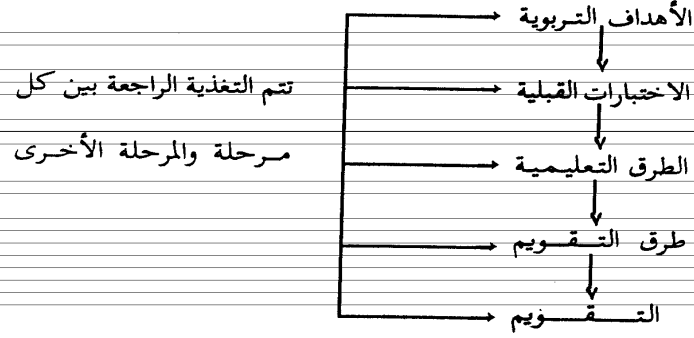 الأهداف التربوية
الاختبارات القبلية
الطرق التعليمية
طرق التقويم
التقويم
تتم التغذية الراجعة بين كل
مرحلة والمرحلة الأخرى